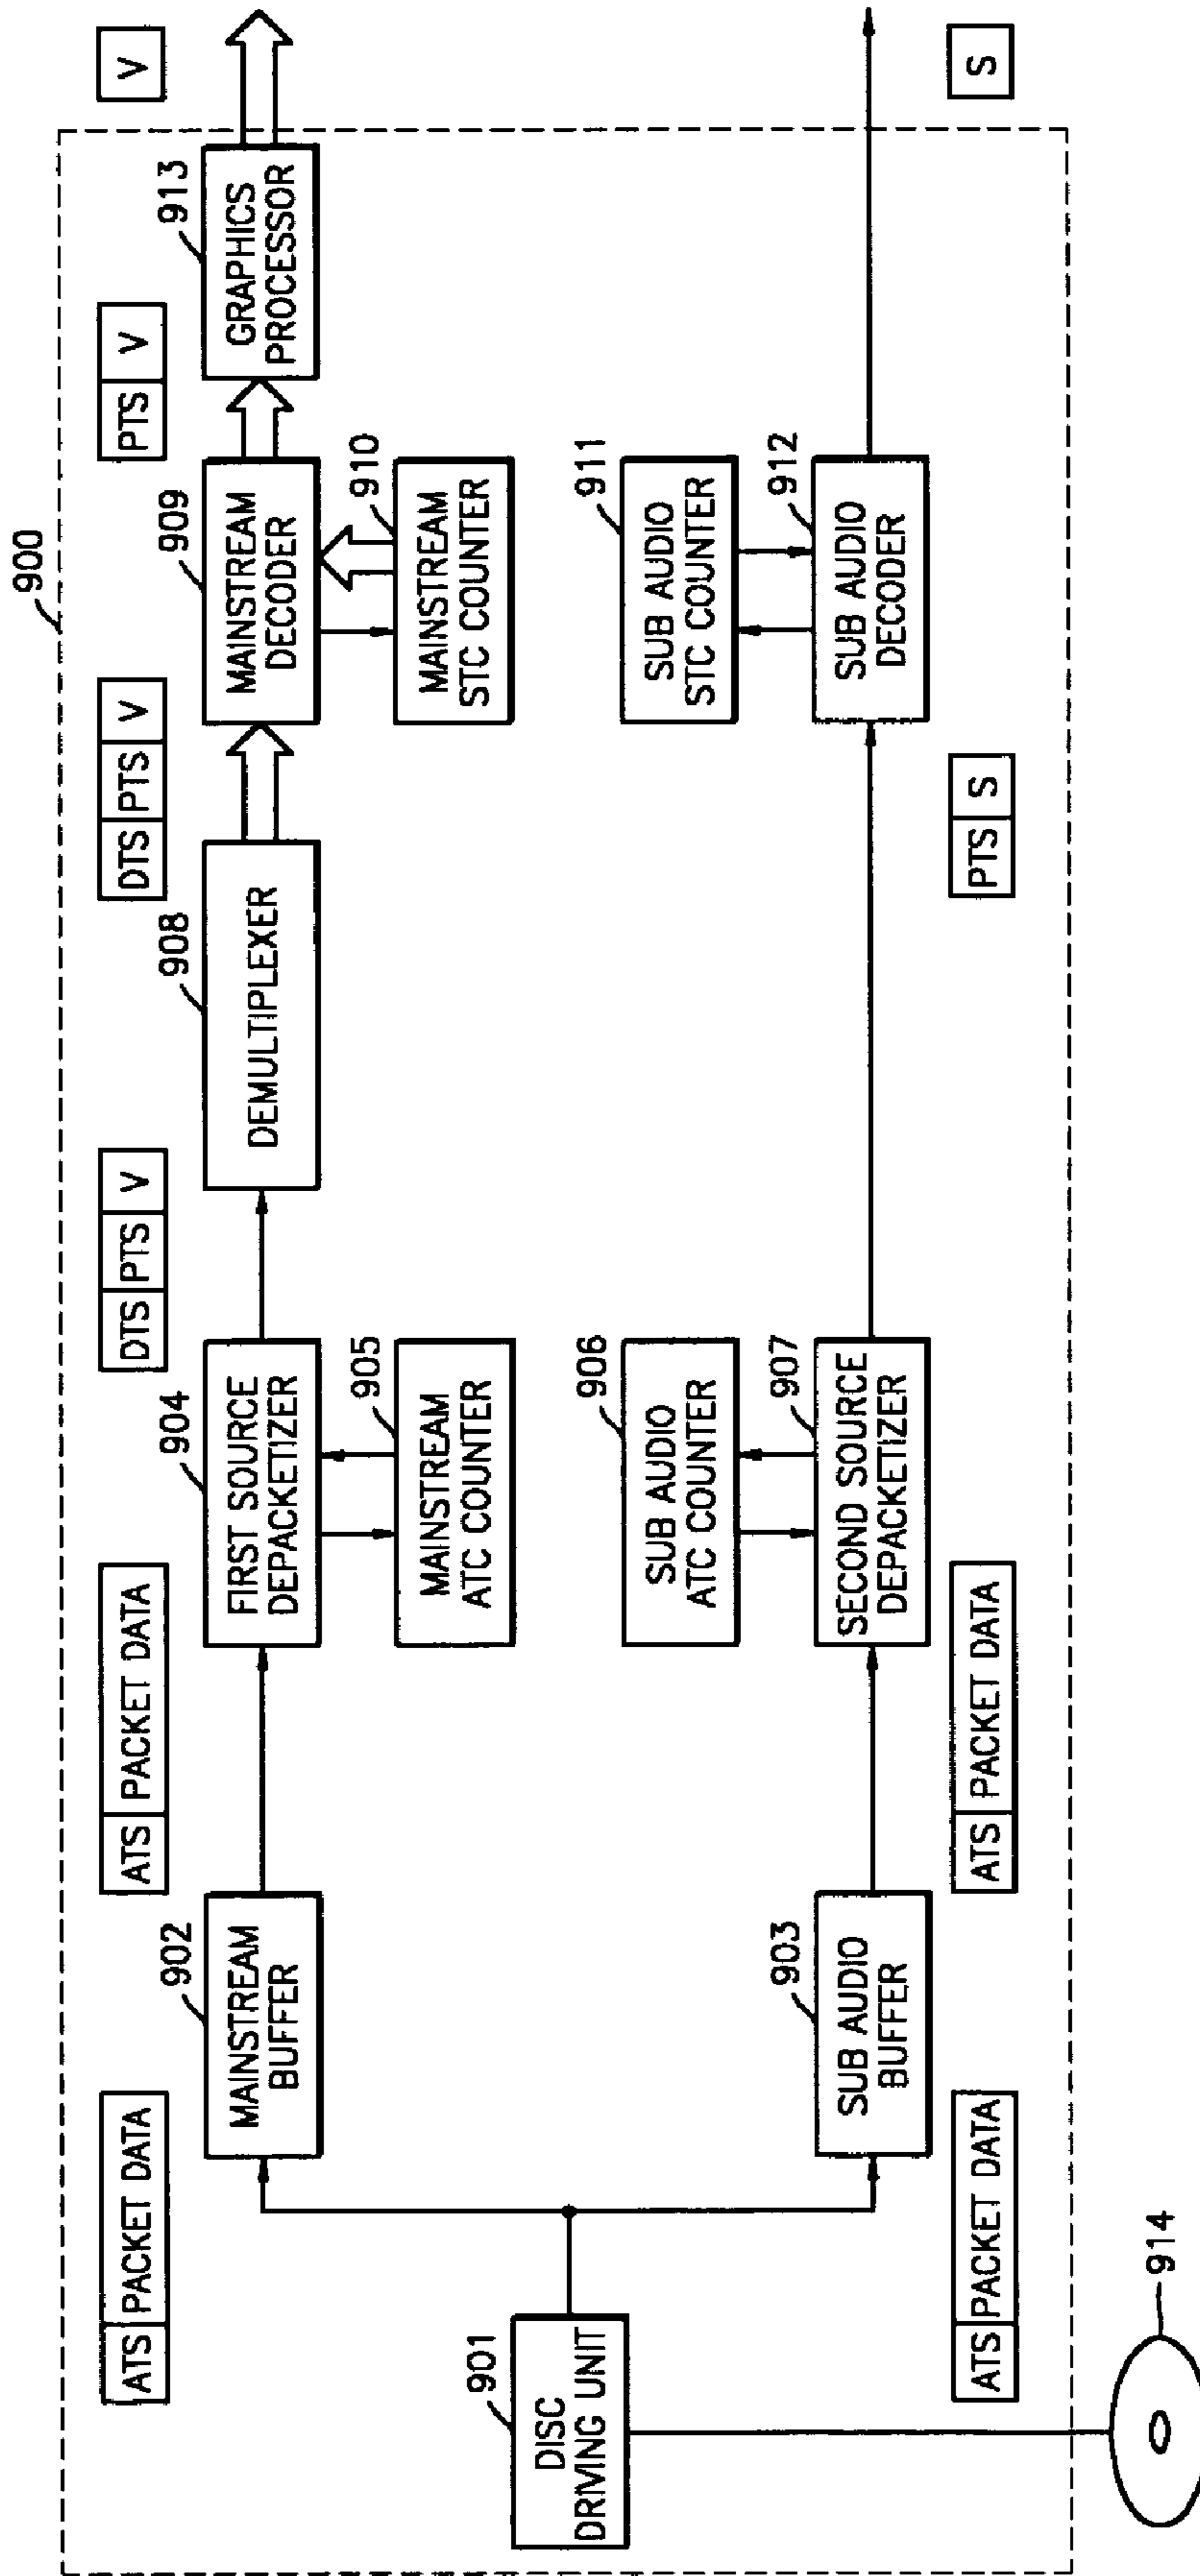 900
ATS PACKET DATA
ATS PACKET DATA
DTS PTS V
DTS PTS V
PTS V
V
902
MAINSTREAM
BUFFER
904
FIRST SOURCE
DEPACKETIZER
908
DEMULTIPLEXER
909
MAINSTREAM
DECODER
913
GRAPHICS
PROCESSOR
905
MAINSTREAM
ATC COUNTER
910
MAINSTREAM
STC COUNTER
901
DISC
DRIVING UNIT
906
SUB AUDIO
ATC COUNTER
911
SUB AUDIO
STC COUNTER
903
SUB AUDIO
BUFFER
907
SECOND SOURCE
DEPACKETIZER
912
SUB AUDIO
DECODER
ATS PACKET DATA
ATS PACKET DATA
PTS S
S
914